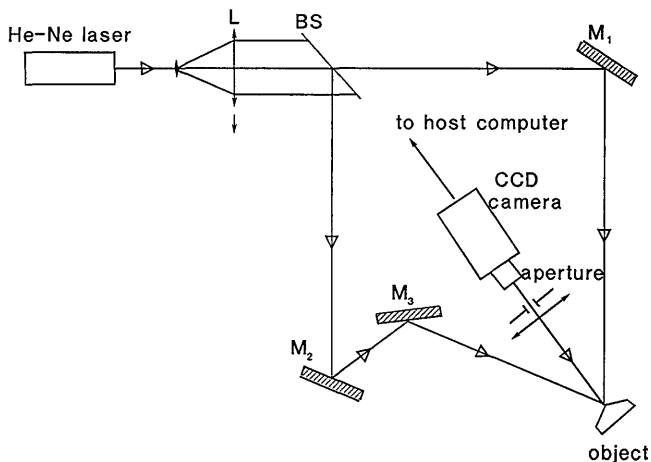 He-Ne laser
L
BS
M₁
to host computer
CCD
camera
aperture
M₃
M₂
object